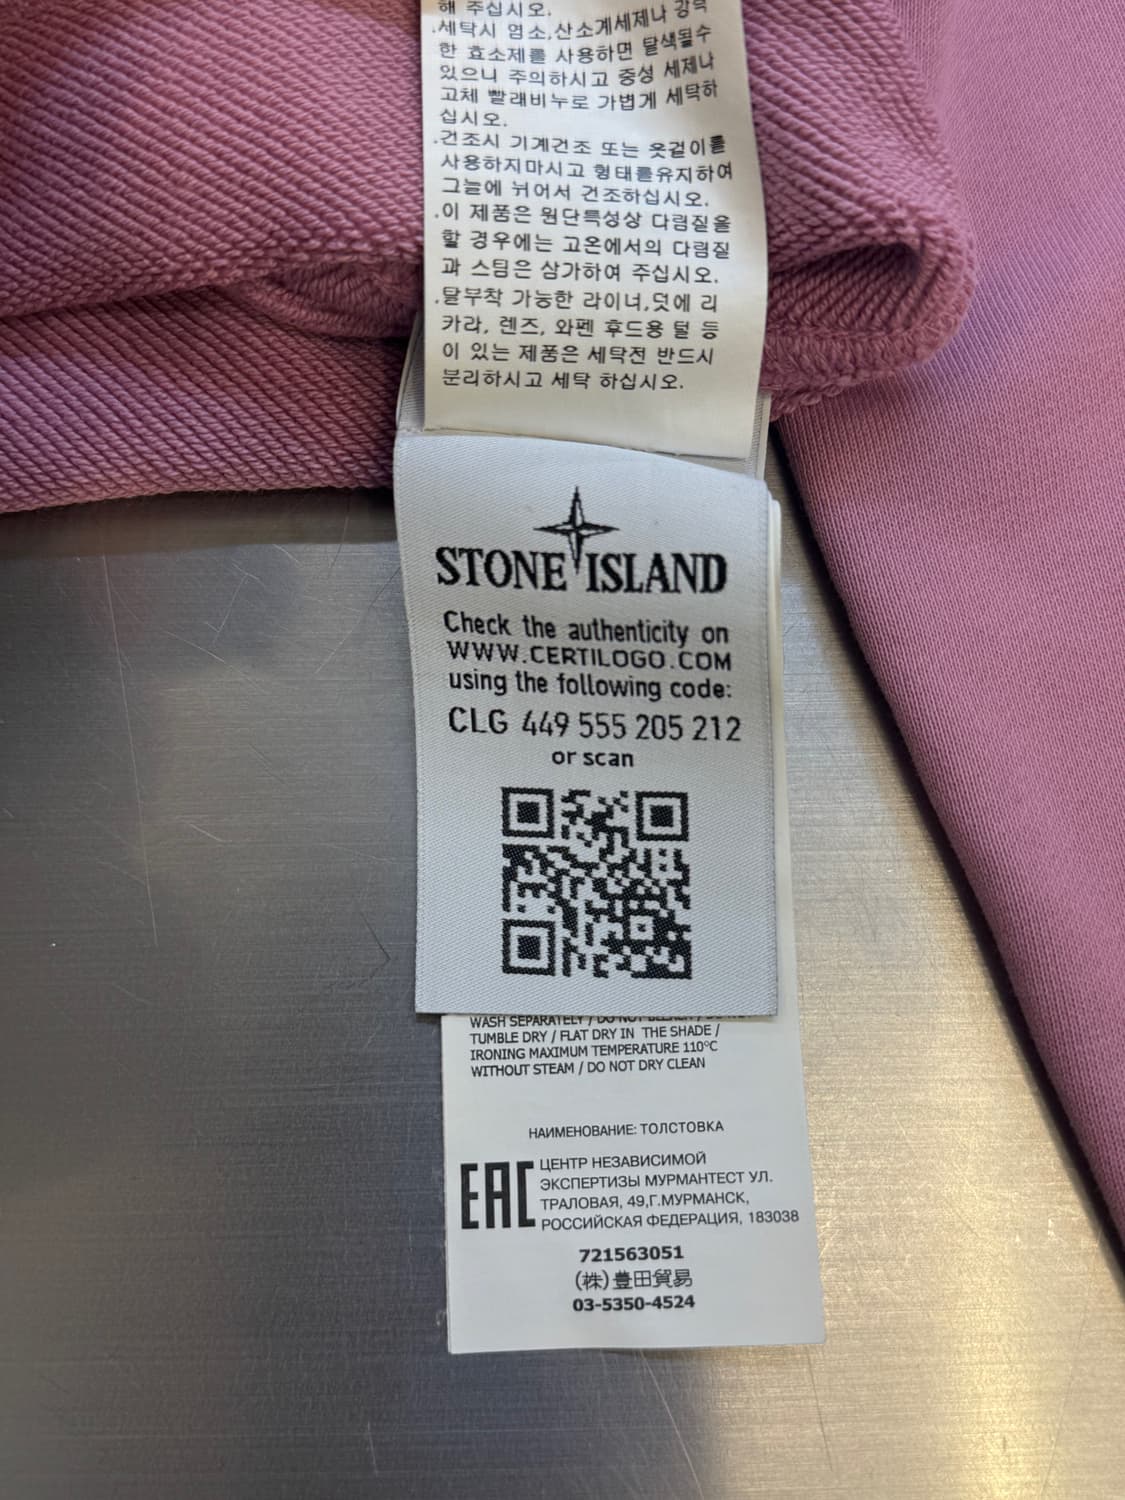 해 주십시오.
.세탁시 염소,산소계세제나 강력
한 효소제를 사용하면 탈색될수
있으니 주의하시고 중성 세제나
고체 빨래비누로 가볍게 세탁하
십시오.
.건조시 기계건조 또는 옷걸이를
사용하지마시고 형태를유지하여
그늘에 뉘어서 건조하십시오.
.이 제품은 원단특성상 다림질을
할 경우에는 고온에서의 다림질
과 스팀은 삼가하여 주십시오.
.탈부착 가능한 라이너,덧에 리
카라, 렌즈, 와펜 후드용 털 등
이 있는 제품은 세탁전 반드시
분리하시고 세탁 하십시오.
STONE ISLAND
Check the authenticity on
WWW.CERTILOGO.COM
using the following code:
CLG 449 555 205 212
or scan
WASH SEPARATELY / DO NOT BLEACH / DO NOT
TUMBLE DRY / FLAT DRY IN THE SHADE /
IRONING MAXIMUM TEMPERATURE 110°C
WITHOUT STEAM / DO NOT DRY CLEAN
НАИМЕНОВАНИЕ: ТОЛСТОВКА
EAC
ЦЕНТР НЕЗАВИСИМОЙ
ЭКСПЕРТИЗЫ МУРМАНТЕСТ УЛ.
ТРАЛОВАЯ, 49,Г.МУРМАНСК,
РОССИЙСКАЯ ФЕДЕРАЦИЯ, 183038
721563051
(株)豊田貿易
03-5350-4524